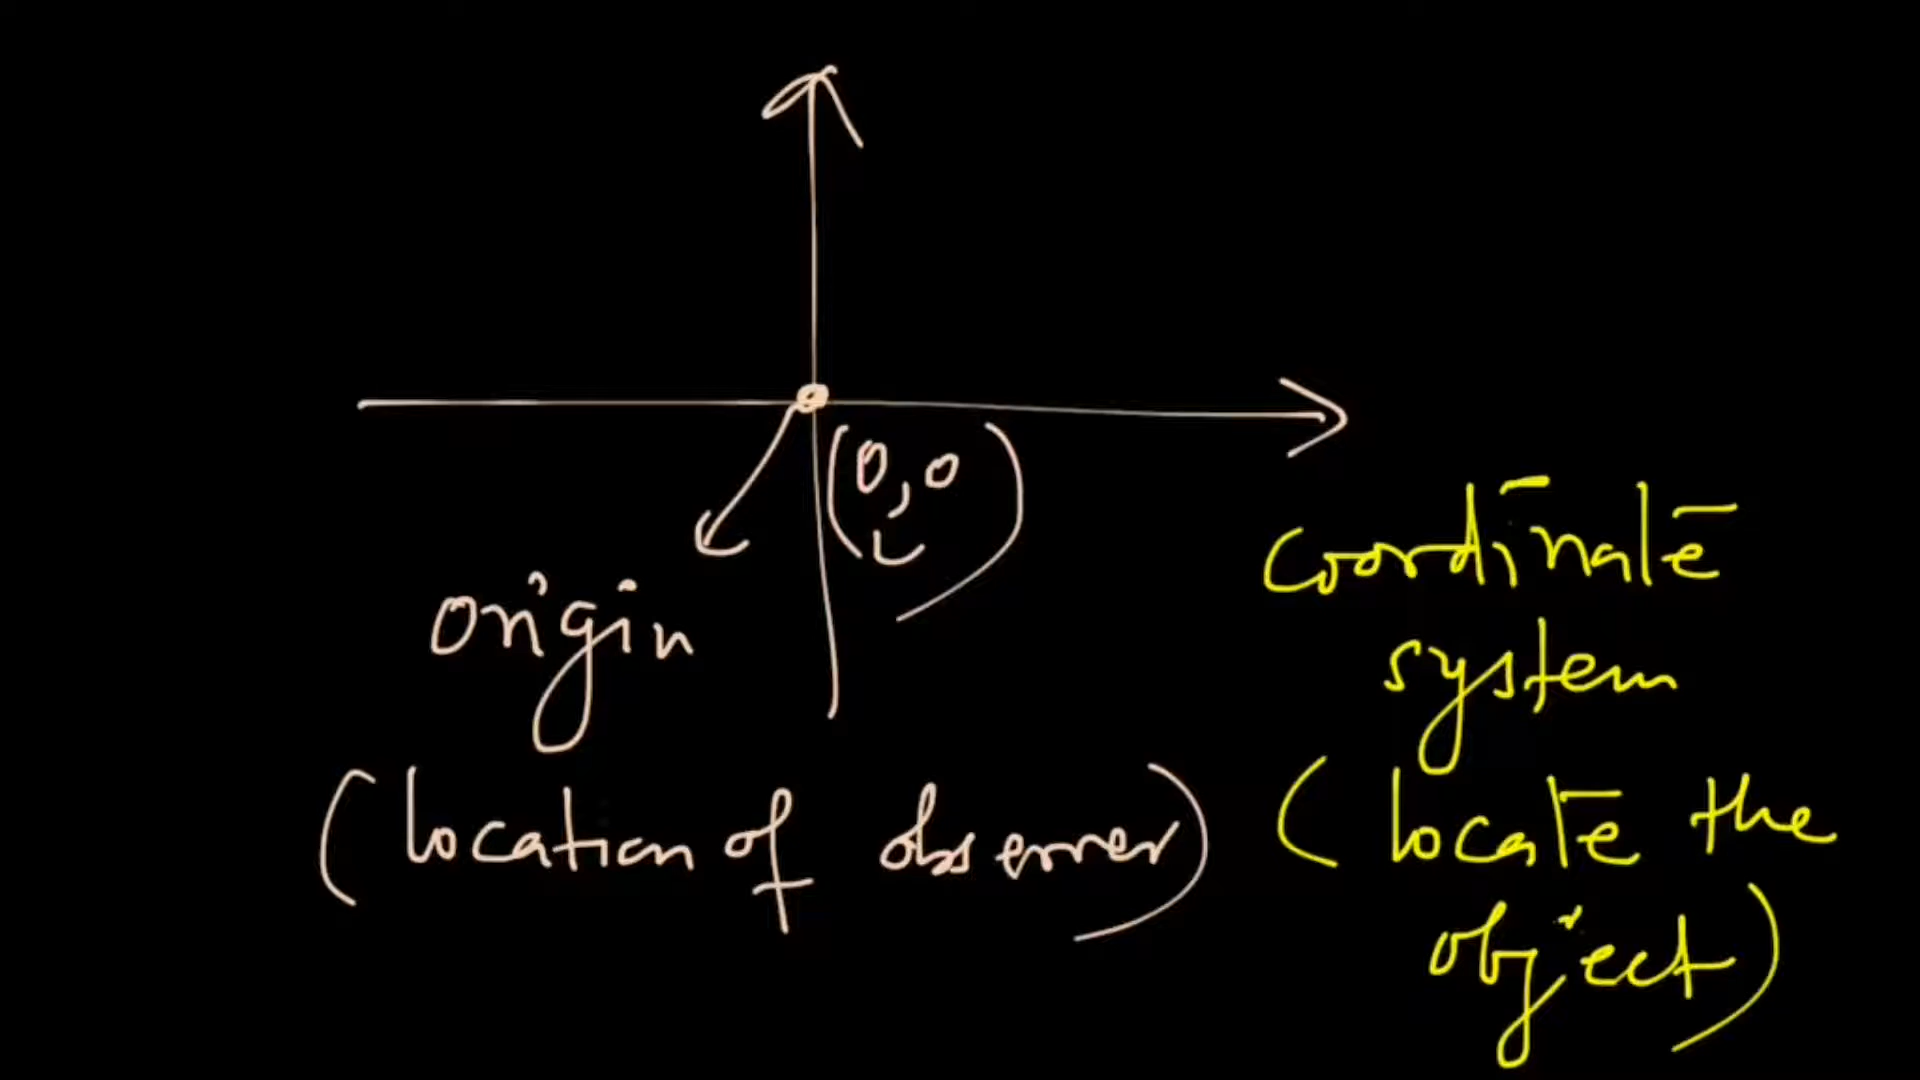 (0,0)
origin
(location of observer)
coordinate
system
(locate the
object)